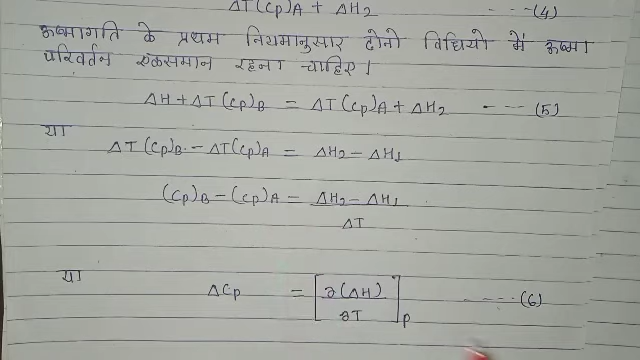 ΔT(Cp)A + ΔH2 ---(4)
ऊष्मागति के प्रथम नियमानुसार दोनो विधियो में ऊष्मा
परिवर्तन एकसमान रहना चाहिए।
ΔH+ΔT(Cp)B = ΔT(Cp)A + ΔH2 --- (5)
या
ΔT(Cp)B - ΔT(Cp)A = ΔH2 - ΔH1
(Cp)B - (Cp)A = ΔH2 - ΔH1
ΔT
या
ΔCp = [∂(ΔH)
∂T]p ----(6)